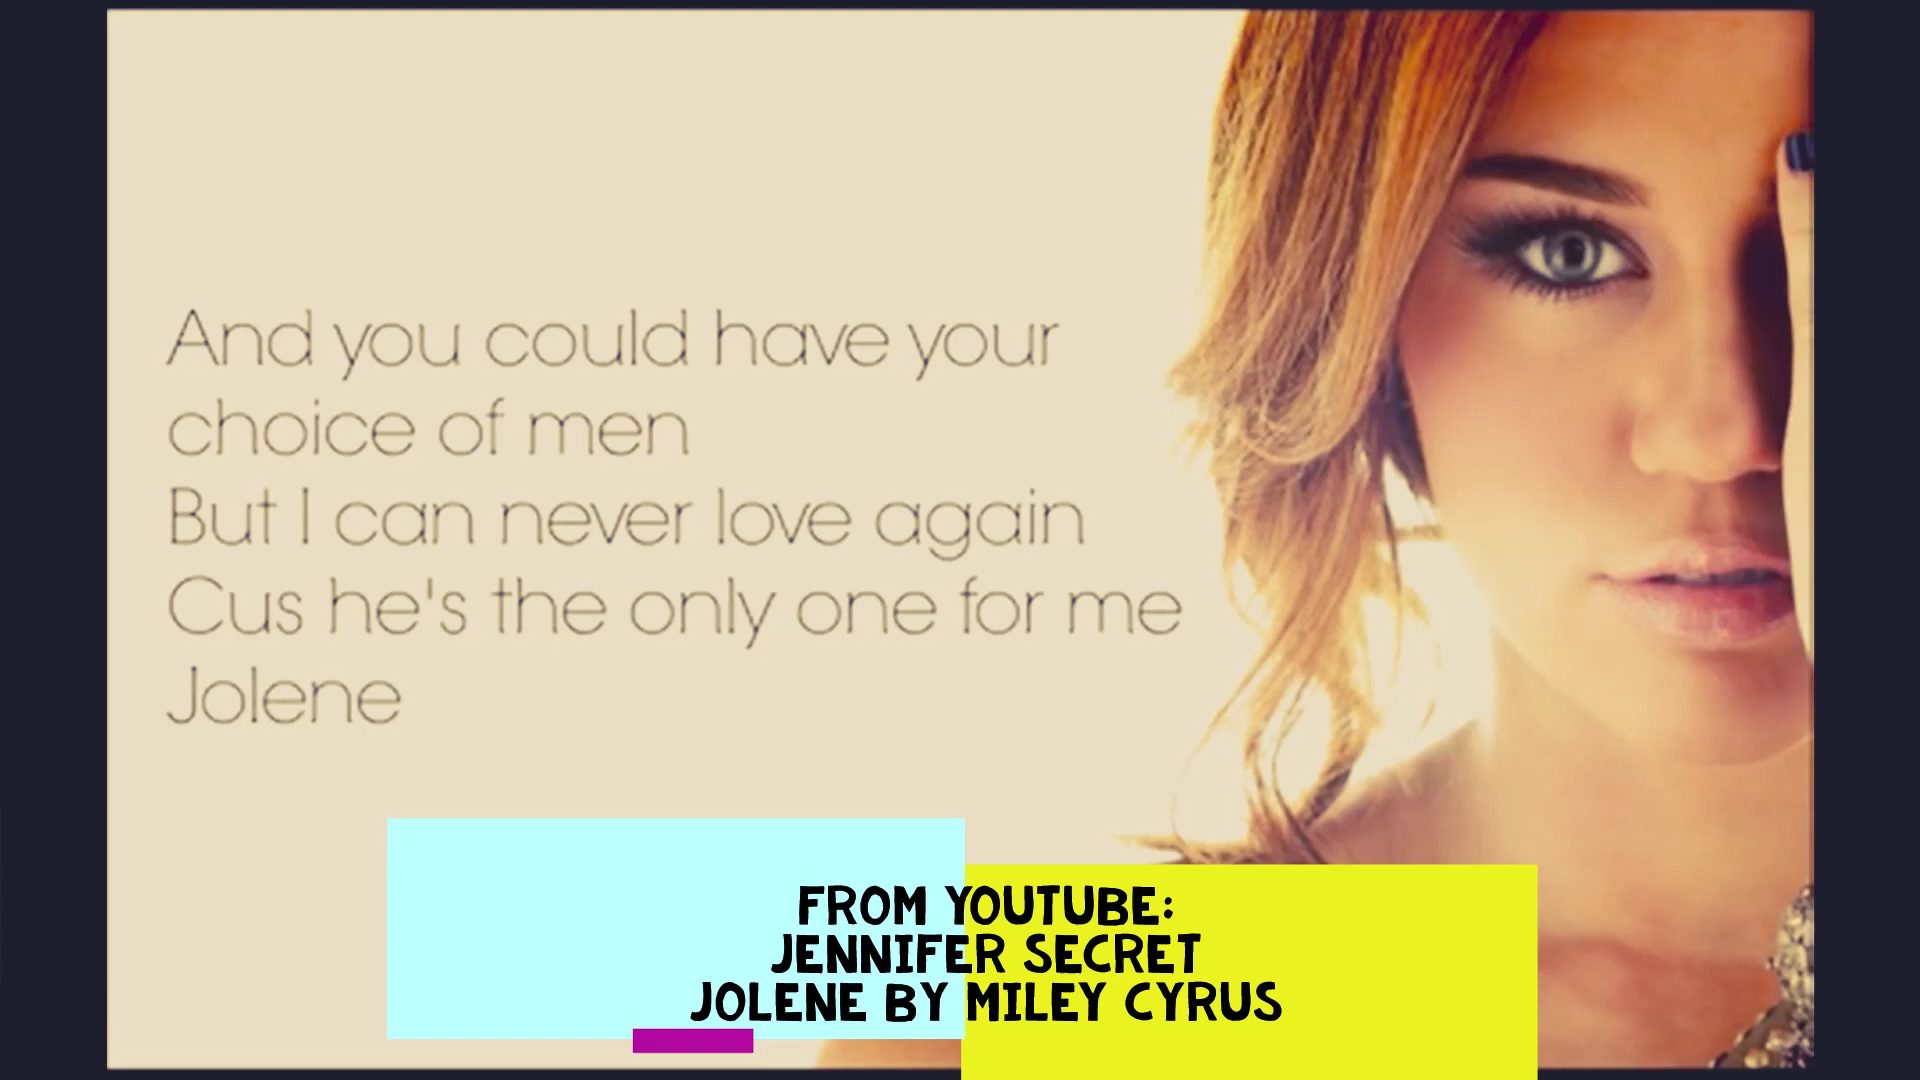 And you could have your
choice of men
But I can never love again
Cus he's the only one for me
Jolene
FROM YOUTUBE:
JENNIFER SECRET
JOLENE BY MILEY CYRUS